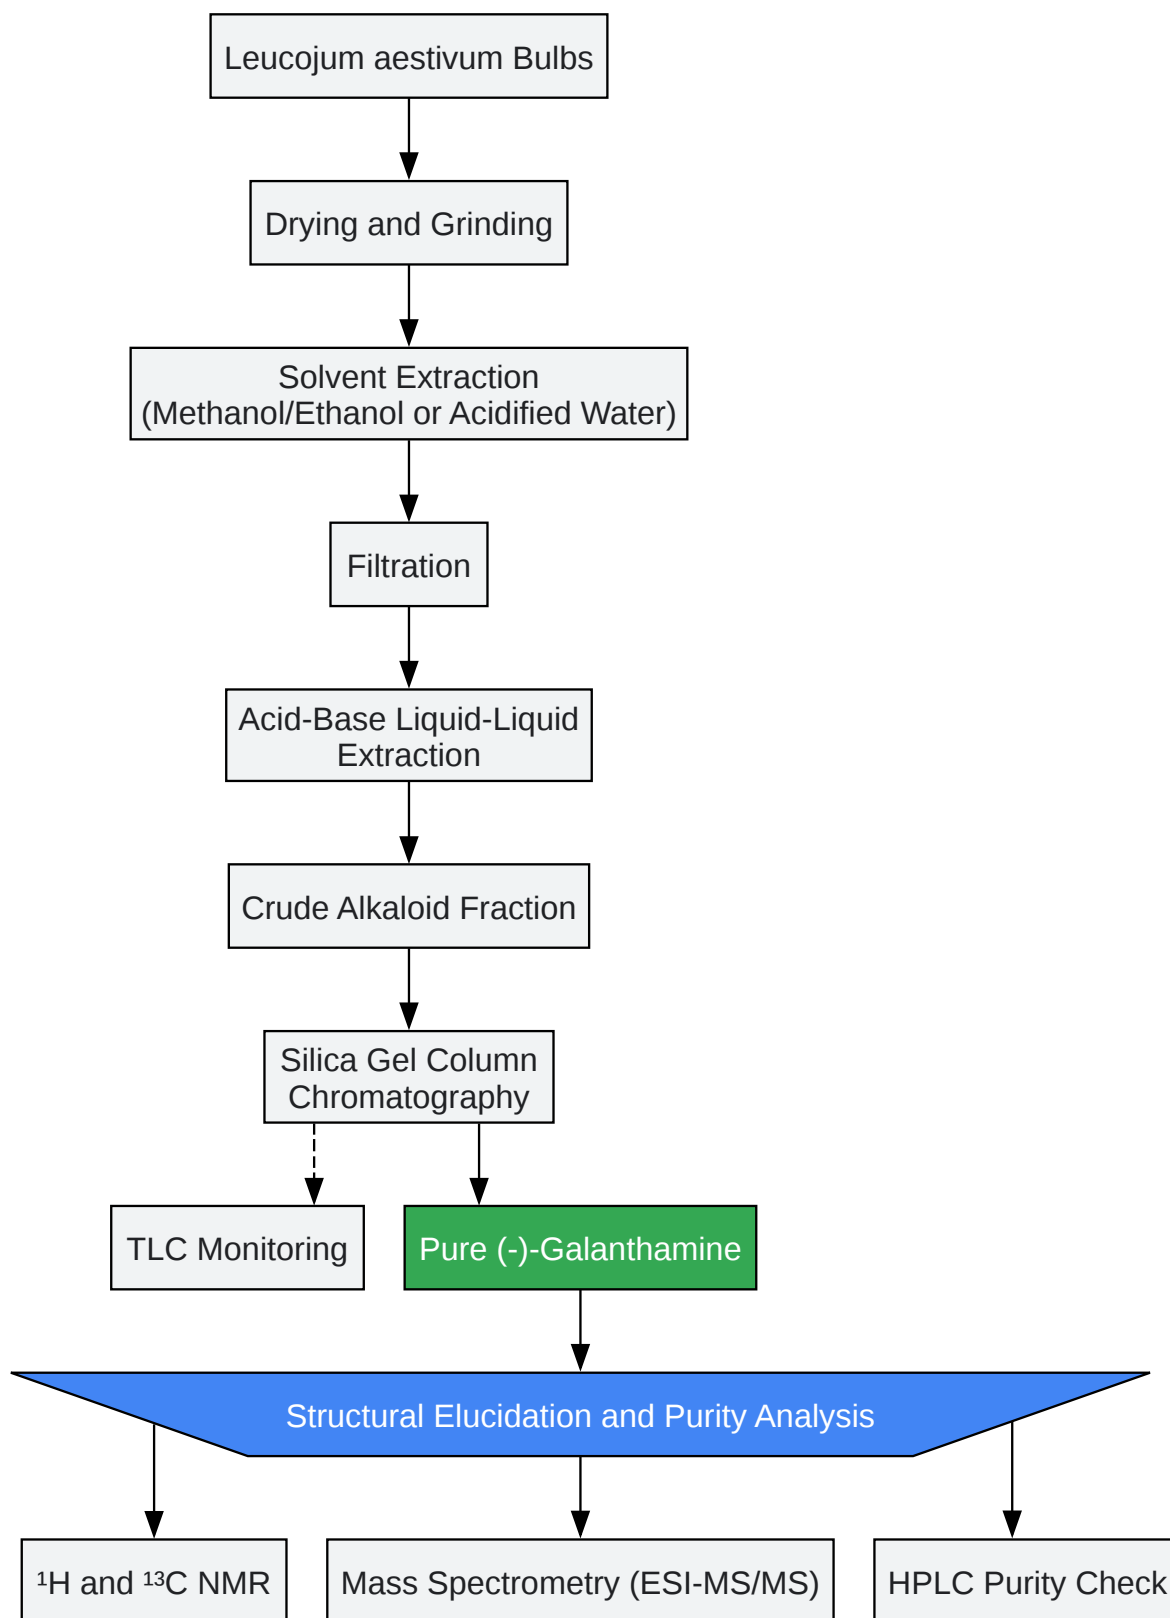 Leucojum aestivum Bulbs
Drying and Grinding
Solvent Extraction
(Methanol/Ethanol or Acidified Water)
Filtration
Acid-Base Liquid-Liquid
Extraction
Crude Alkaloid Fraction
Silica Gel Column
Chromatography
TLC Monitoring
Pure (-)-Galanthamine
Structural Elucidation and Purity Analysis
¹H and ¹³C NMR
Mass Spectrometry (ESI-MS/MS)
HPLC Purity Check